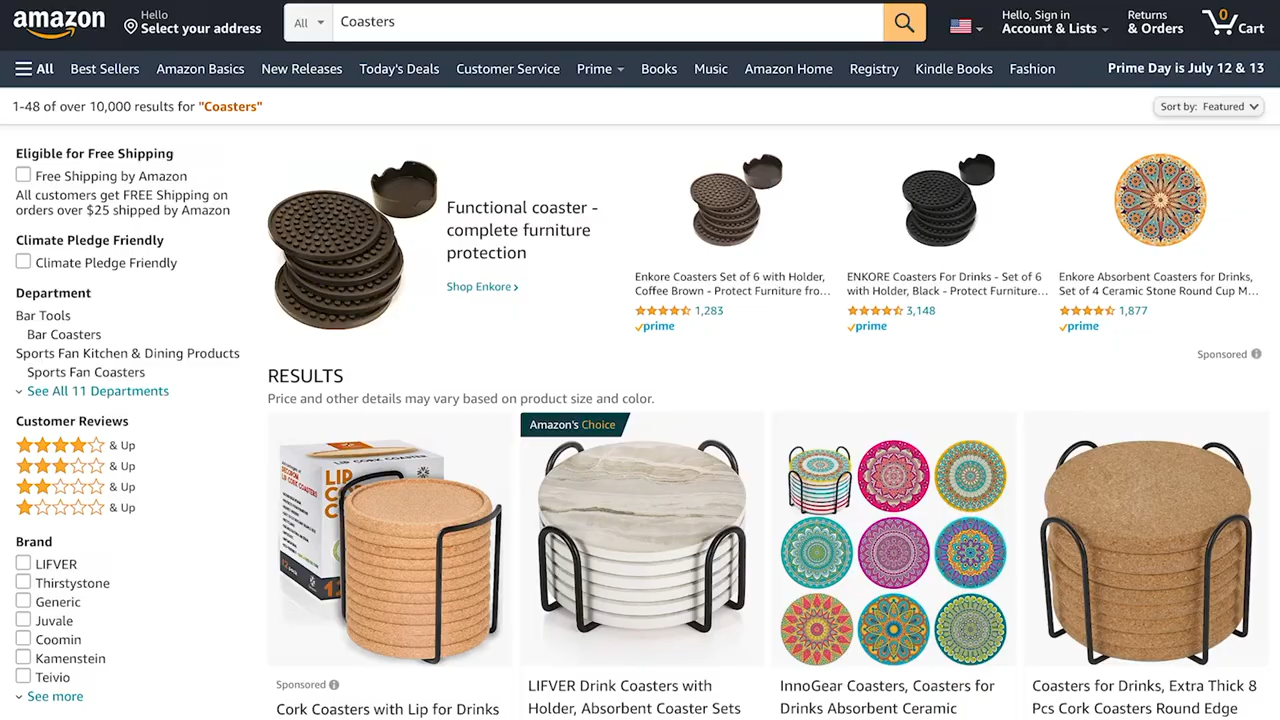 amazon
Hello
Select your address
All
Coasters
Hello, Sign in
Account & Lists
Returns
& Orders
0
Cart
All
Best Sellers
Amazon Basics
New Releases
Today's Deals
Customer Service
Prime
Books
Music
Amazon Home
Registry
Kindle Books
Fashion
Prime Day is July 12 & 13
1-48 of over 10,000 results for "Coasters"
Sort by: Featured
Eligible for Free Shipping
Free Shipping by Amazon
All customers get FREE Shipping on
orders over $25 shipped by Amazon
Climate Pledge Friendly
Climate Pledge Friendly
Department
Bar Tools
Bar Coasters
Sports Fan Kitchen & Dining Products
Sports Fan Coasters
See All 11 Departments
Customer Reviews
& Up
& Up
& Up
& Up
Brand
LIFVER
Thirstystone
Generic
Juvale
Coomin
Kamenstein
Teivio
See more
Functional coaster -
complete furniture
protection
Shop Enkore
Enkore Coasters Set of 6 with Holder,
Coffee Brown - Protect Furniture fro...
1,283
prime
ENKORE Coasters For Drinks - Set of 6
with Holder, Black - Protect Furniture...
3,148
prime
Enkore Absorbent Coasters for Drinks,
Set of 4 Ceramic Stone Round Cup M...
1,877
prime
Sponsored
RESULTS
Price and other details may vary based on product size and color.
LIP CORK COASTER
Sponsored
Cork Coasters with Lip for Drinks
Amazon's Choice
LIFVER Drink Coasters with
Holder, Absorbent Coaster Sets
InnoGear Coasters, Coasters for
Drinks Absorbent Ceramic
Coasters for Drinks, Extra Thick 8
Pcs Cork Coasters Round Edge